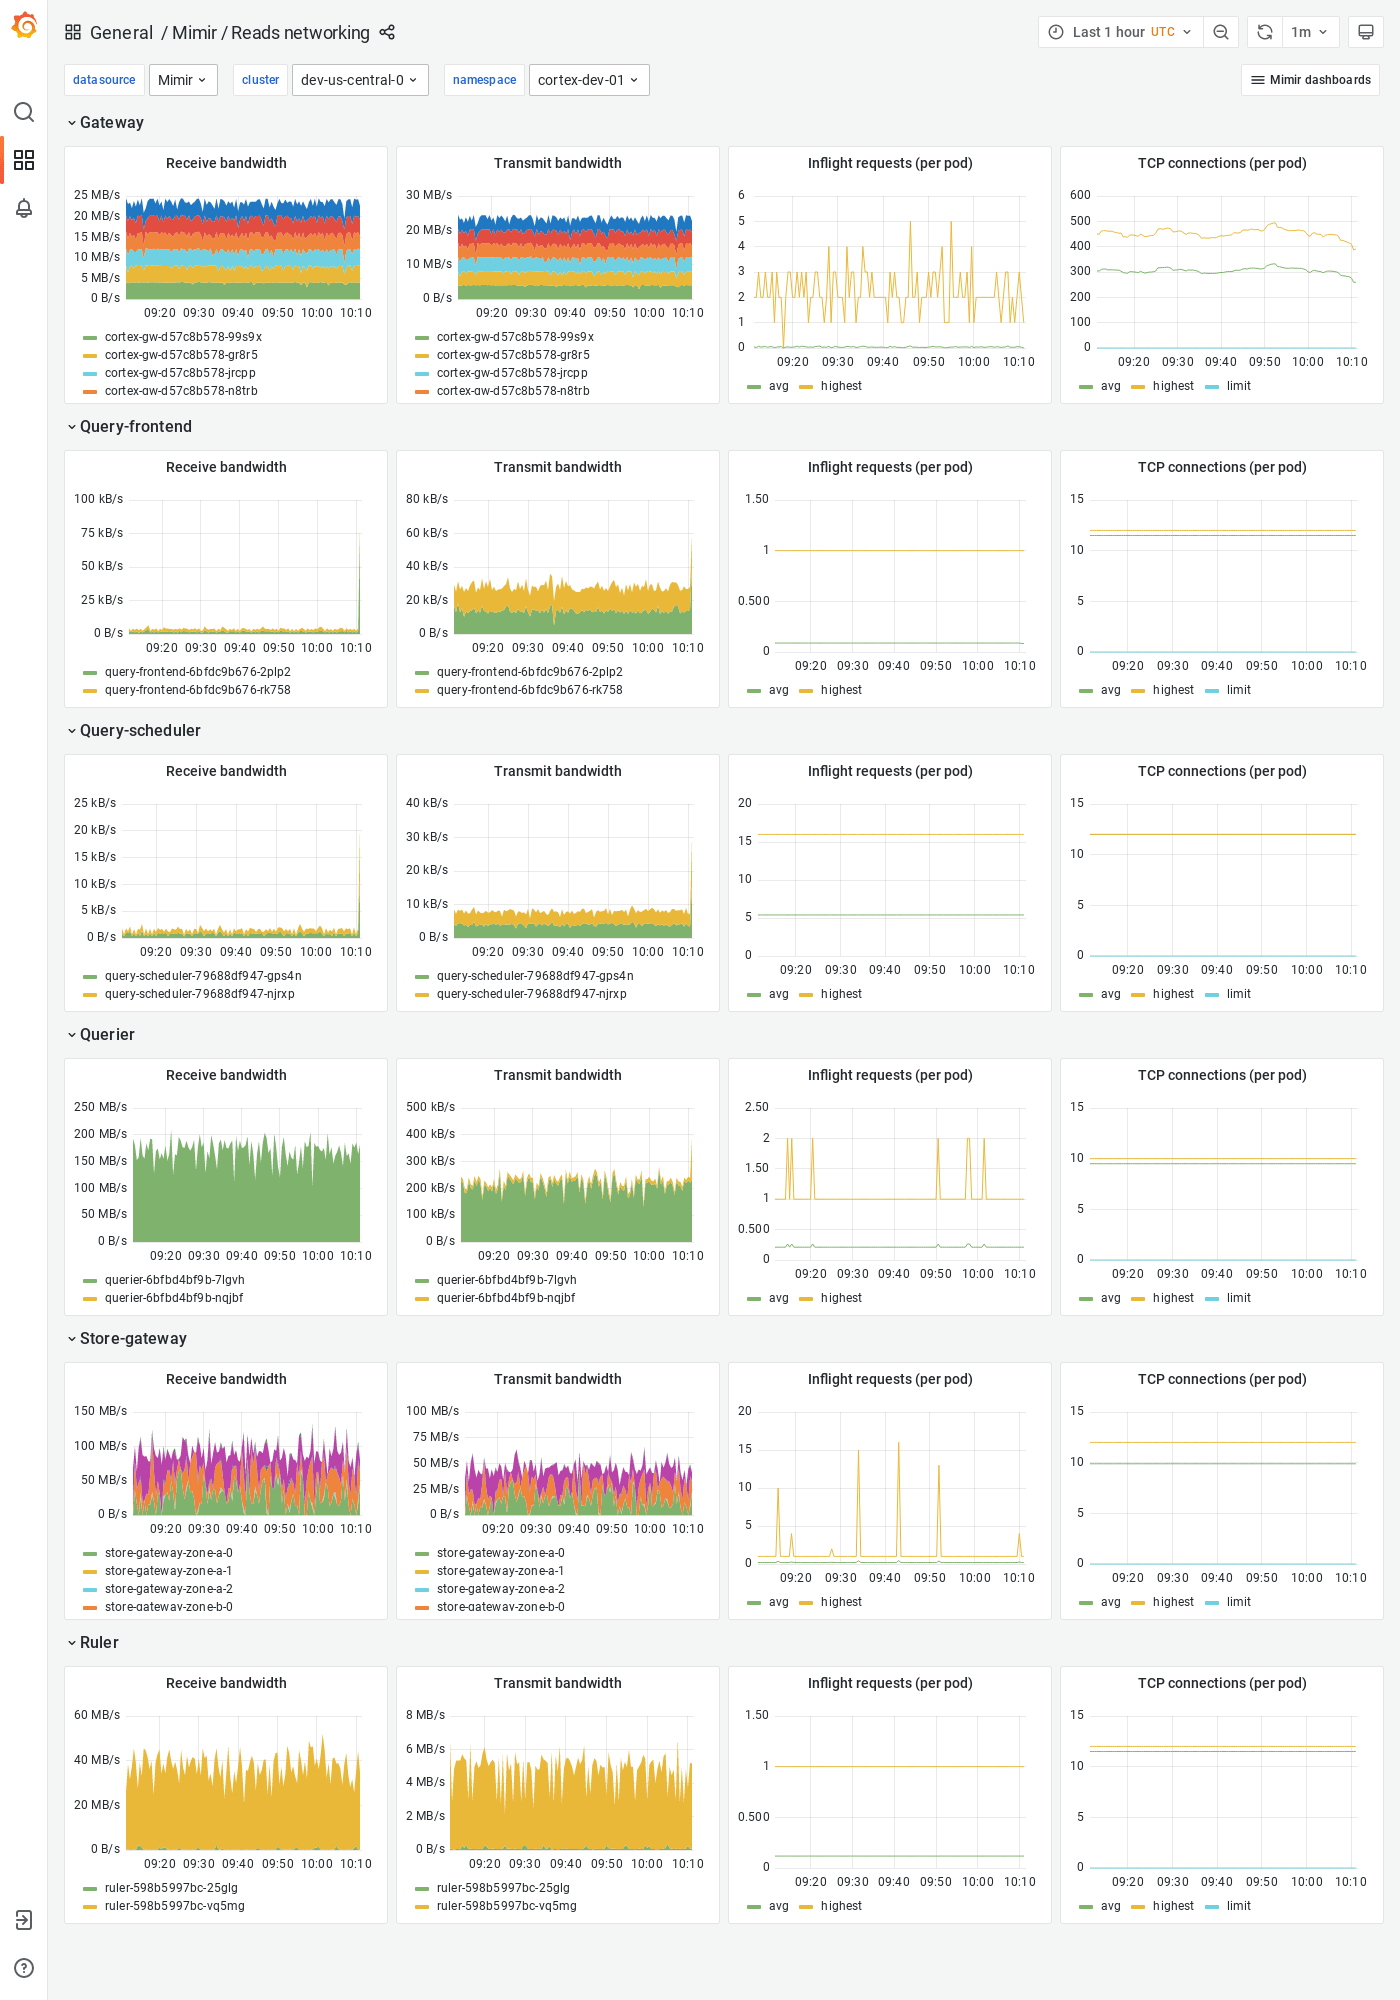 General / Mimir / Reads networking
Last 1 hour UTC
1m
datasource Mimir cluster dev-us-central-0 namespace cortex-dev-01
Mimir dashboards
Gateway
Receive bandwidth
25 MB/s
20 MB/s
15 MB/s
10 MB/s
5 MB/s
0 B/s
09:20 09:30 09:40 09:50 10:00 10:10
cortex-gw-d57c8b578-99s9x
cortex-gw-d57c8b578-gr8r5
cortex-gw-d57c8b578-jrcpp
cortex-gw-d57c8b578-n8trb
Transmit bandwidth
30 MB/s
20 MB/s
10 MB/s
0 B/s
09:20 09:30 09:40 09:50 10:00 10:10
cortex-gw-d57c8b578-99s9x
cortex-gw-d57c8b578-gr8r5
cortex-gw-d57c8b578-jrcpp
cortex-gw-d57c8b578-n8trb
Inflight requests (per pod)
6
5
4
3
2
1
0
09:20 09:30 09:40 09:50 10:00 10:10
avg highest
TCP connections (per pod)
600
500
400
300
200
100
0
09:20 09:30 09:40 09:50 10:00 10:10
avg highest limit
Query-frontend
Receive bandwidth
100 kB/s
75 kB/s
50 kB/s
25 kB/s
0 B/s
09:20 09:30 09:40 09:50 10:00 10:10
query-frontend-6bfdc9b676-2plp2
query-frontend-6bfdc9b676-rk758
Transmit bandwidth
80 kB/s
60 kB/s
40 kB/s
20 kB/s
0 B/s
09:20 09:30 09:40 09:50 10:00 10:10
query-frontend-6bfdc9b676-2plp2
query-frontend-6bfdc9b676-rk758
Inflight requests (per pod)
1.50
1
0.500
0
09:20 09:30 09:40 09:50 10:00 10:10
avg highest
TCP connections (per pod)
15
10
5
0
09:20 09:30 09:40 09:50 10:00 10:10
avg highest limit
Query-scheduler
Receive bandwidth
25 kB/s
20 kB/s
15 kB/s
10 kB/s
5 kB/s
0 B/s
09:20 09:30 09:40 09:50 10:00 10:10
query-scheduler-79688df947-gps4n
query-scheduler-79688df947-njrxp
Transmit bandwidth
40 kB/s
30 kB/s
20 kB/s
10 kB/s
0 B/s
09:20 09:30 09:40 09:50 10:00 10:10
query-scheduler-79688df947-gps4n
query-scheduler-79688df947-njrxp
Inflight requests (per pod)
20
15
10
5
0
09:20 09:30 09:40 09:50 10:00 10:10
avg highest
TCP connections (per pod)
15
10
5
0
09:20 09:30 09:40 09:50 10:00 10:10
avg highest limit
Querier
Receive bandwidth
250 MB/s
200 MB/s
150 MB/s
100 MB/s
50 MB/s
0 B/s
09:20 09:30 09:40 09:50 10:00 10:10
querier-6bfbd4bf9b-7lgvh
querier-6bfbd4bf9b-nqjbf
Transmit bandwidth
500 kB/s
400 kB/s
300 kB/s
200 kB/s
100 kB/s
0 B/s
09:20 09:30 09:40 09:50 10:00 10:10
querier-6bfbd4bf9b-7lgvh
querier-6bfbd4bf9b-nqjbf
Inflight requests (per pod)
2.50
2
1.50
1
0.500
0
09:20 09:30 09:40 09:50 10:00 10:10
avg highest
TCP connections (per pod)
15
10
5
0
09:20 09:30 09:40 09:50 10:00 10:10
avg highest limit
Store-gateway
Receive bandwidth
150 MB/s
100 MB/s
50 MB/s
0 B/s
09:20 09:30 09:40 09:50 10:00 10:10
store-gateway-zone-a-0
store-gateway-zone-a-1
store-gateway-zone-a-2
store-gateway-zone-b-0
Transmit bandwidth
100 MB/s
75 MB/s
50 MB/s
25 MB/s
0 B/s
09:20 09:30 09:40 09:50 10:00 10:10
store-gateway-zone-a-0
store-gateway-zone-a-1
store-gateway-zone-a-2
store-gateway-zone-b-0
Inflight requests (per pod)
20
15
10
5
0
09:20 09:30 09:40 09:50 10:00 10:10
avg highest
TCP connections (per pod)
15
10
5
0
09:20 09:30 09:40 09:50 10:00 10:10
avg highest limit
Ruler
Receive bandwidth
60 MB/s
40 MB/s
20 MB/s
0 B/s
09:20 09:30 09:40 09:50 10:00 10:10
ruler-598b5997bc-25glg
ruler-598b5997bc-vq5mg
Transmit bandwidth
8 MB/s
6 MB/s
4 MB/s
2 MB/s
0 B/s
09:20 09:30 09:40 09:50 10:00 10:10
ruler-598b5997bc-25glg
ruler-598b5997bc-vq5mg
Inflight requests (per pod)
1.50
1
0.500
0
09:20 09:30 09:40 09:50 10:00 10:10
avg highest
TCP connections (per pod)
15
10
5
0
09:20 09:30 09:40 09:50 10:00 10:10
avg highest limit